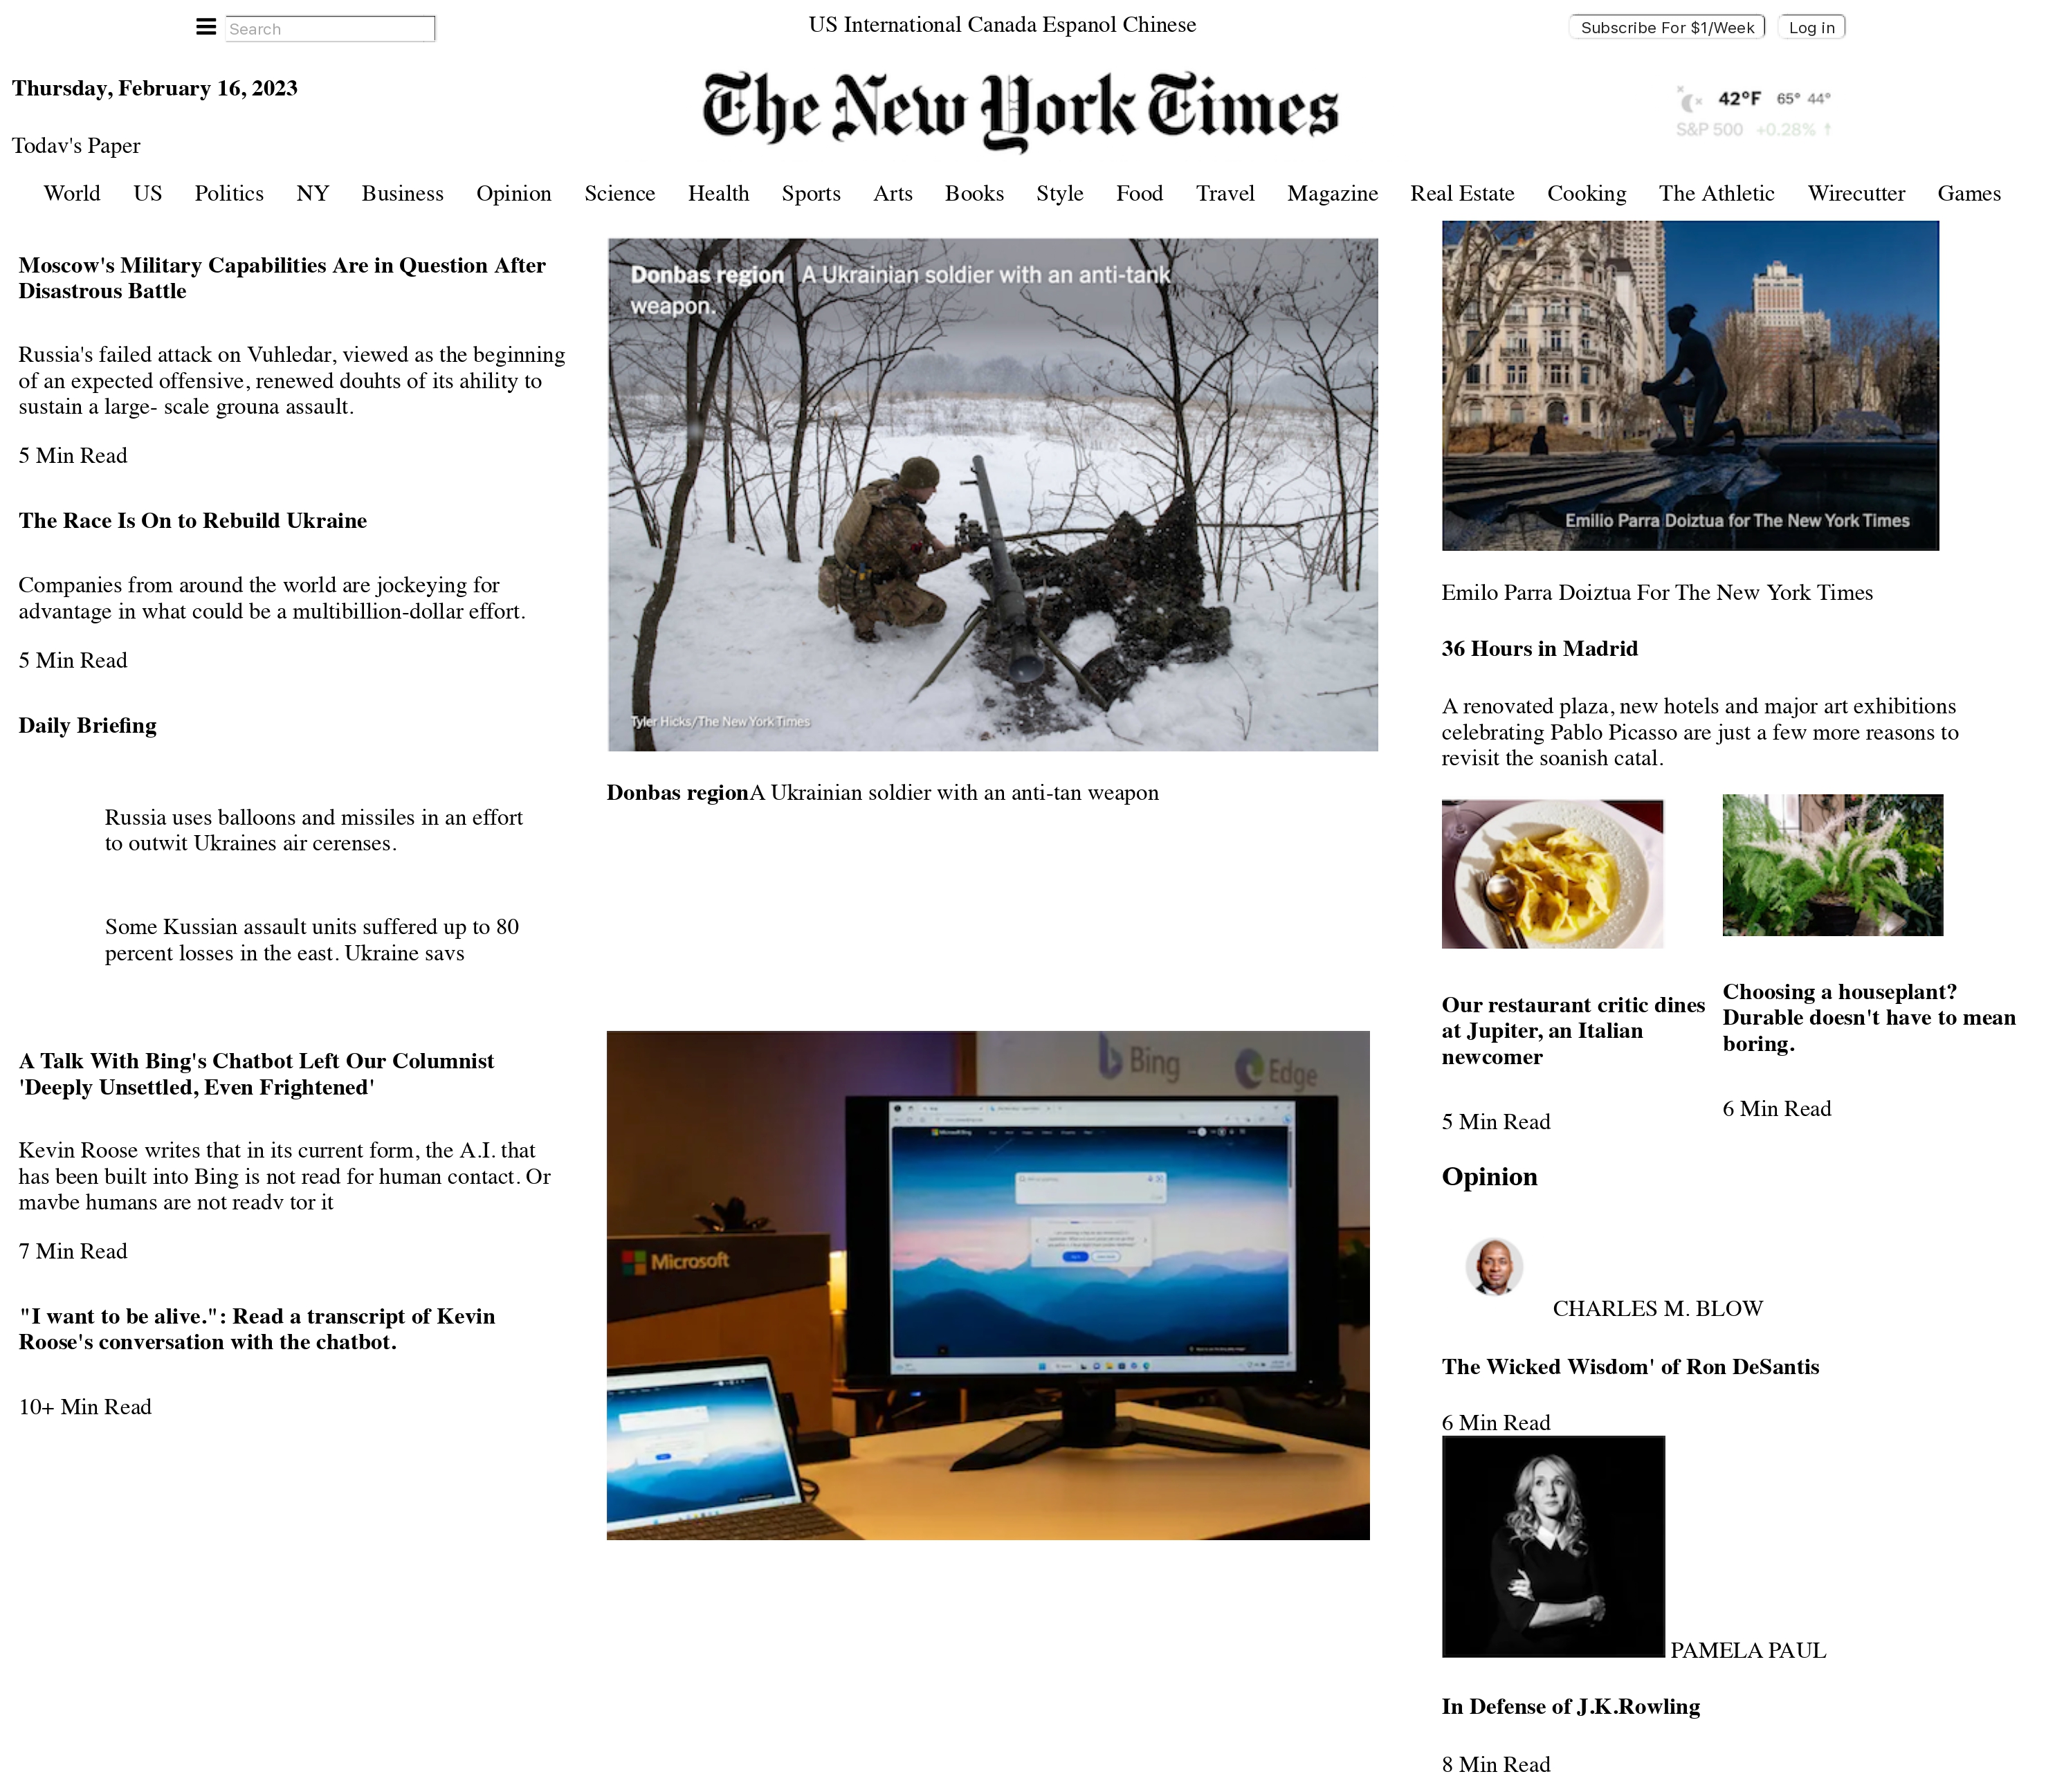 Search
US International Canada Espanol Chinese
Subscribe For $1/Week
Log in
Thursday, February 16, 2023
The New York Times
42°F 65° 44°
S&P 500 +0.28% ↑
Todav's Paper
World US Politics NY Business Opinion Science Health Sports Arts Books Style Food Travel Magazine Real Estate Cooking The Athletic Wirecutter Games
Moscow's Military Capabilities Are in Question After
Disastrous Battle
Russia's failed attack on Vuhledar, viewed as the beginning
of an expected offensive, renewed douhts of its ahility to
sustain a large- scale grouna assault.
5 Min Read
The Race Is On to Rebuild Ukraine
Companies from around the world are jockeying for
advantage in what could be a multibillion-dollar effort.
5 Min Read
Daily Briefing
Russia uses balloons and missiles in an effort
to outwit Ukraines air cerenses.
Some Kussian assault units suffered up to 80
percent losses in the east. Ukraine savs
A Talk With Bing's Chatbot Left Our Columnist
'Deeply Unsettled, Even Frightened'
Kevin Roose writes that in its current form, the A.I. that
has been built into Bing is not read for human contact. Or
mavbe humans are not readv tor it
7 Min Read
"I want to be alive.": Read a transcript of Kevin
Roose's conversation with the chatbot.
10+ Min Read
Donbas region A Ukrainian soldier with an anti-tank
weapon.
Tyler Hicks/The New York Times
Donbas regionA Ukrainian soldier with an anti-tan weapon
Bing
Edge
Microsoft Bing
Microsoft
Emilio Parra Doiztua for The New York Times
Emilo Parra Doiztua For The New York Times
36 Hours in Madrid
A renovated plaza, new hotels and major art exhibitions
celebrating Pablo Picasso are just a few more reasons to
revisit the soanish catal.
Our restaurant critic dines
at Jupiter, an Italian
newcomer
5 Min Read
Choosing a houseplant?
Durable doesn't have to mean
boring.
6 Min Read
Opinion
CHARLES M. BLOW
The Wicked Wisdom' of Ron DeSantis
6 Min Read
PAMELA PAUL
In Defense of J.K.Rowling
8 Min Read